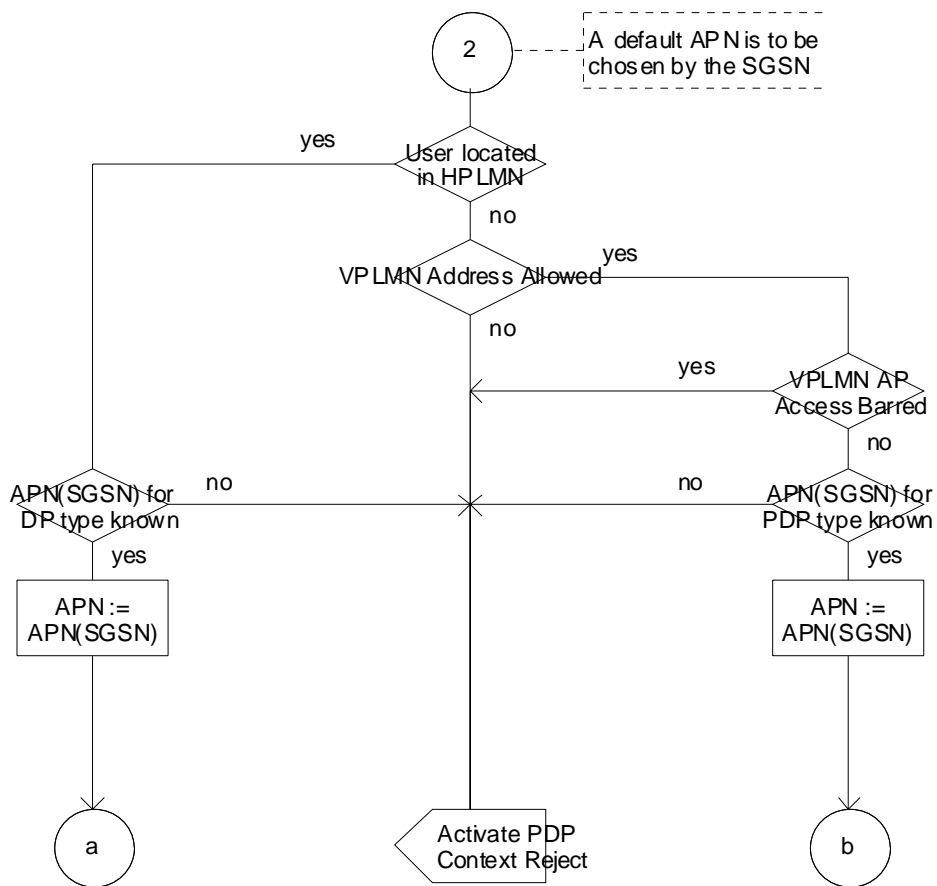 2
A default APN is to be
chosen by the SGSN
yes
User located
in HPLMN
no
VPLMN Address Allowed
yes
no
yes
VPLMN AP
Access Barred
no
APN(SGSN) for
DP type known
no
no
APN(SGSN) for
PDP type known
yes
yes
APN :=
APN(SGSN)
APN :=
APN(SGSN)
a
Activate PDP
Context Reject
b